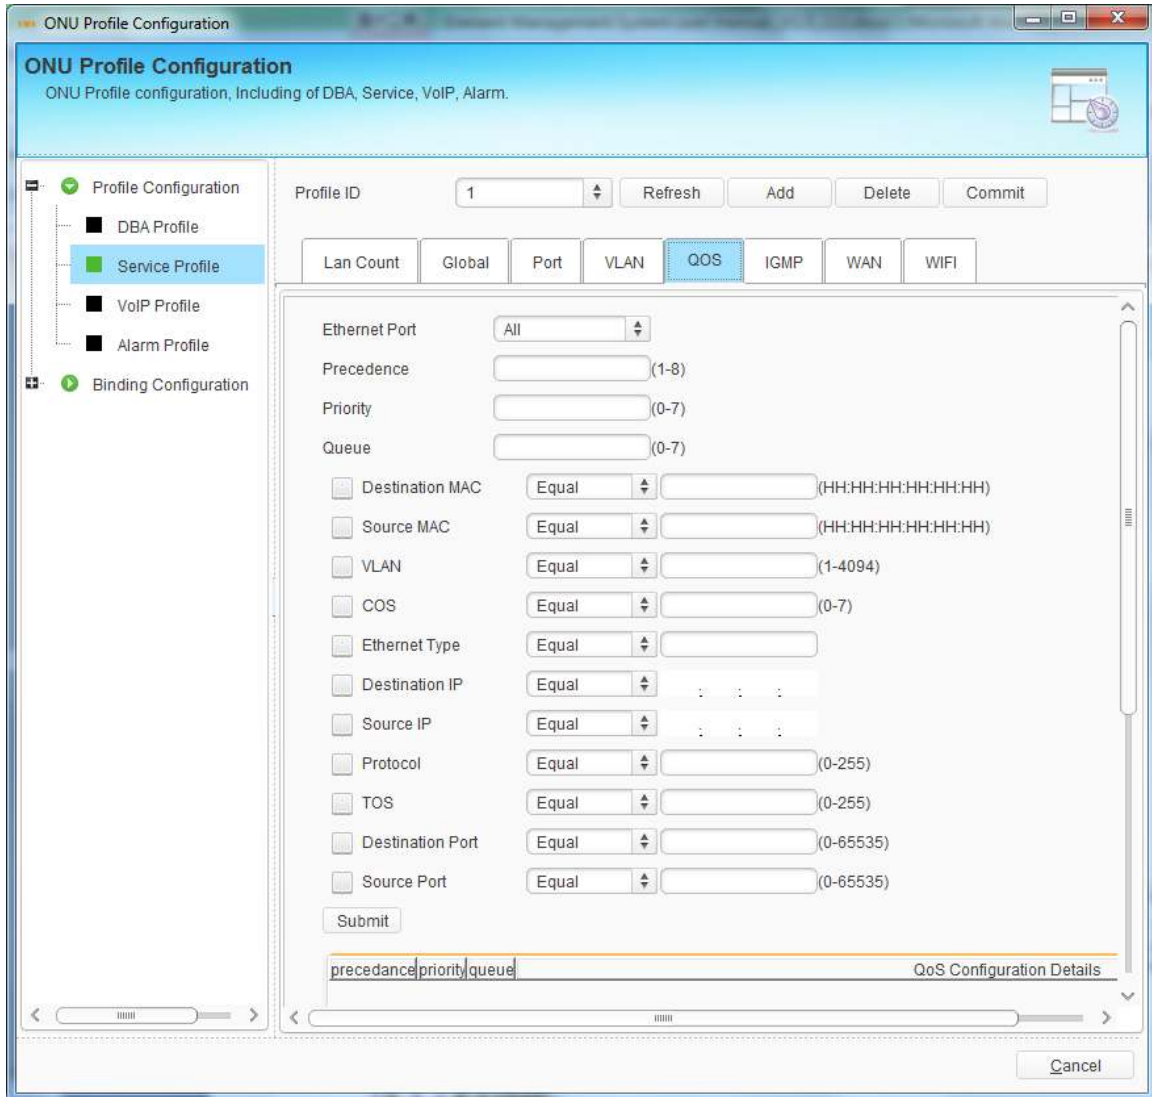 ONU Profile Configuration
ONU Profile Configuration
ONU Profile configuration, Including of DBA, Service, VoIP, Alarm.
Profile Configuration
DBA Profile
Service Profile
VoIP Profile
Alarm Profile
Binding Configuration
Profile ID 1 Refresh Add Delete Commit
Lan Count Global Port VLAN QOS IGMP WAN WIFI
Ethernet Port All
Precedence (1-8)
Priority (0-7)
Queue (0-7)
Destination MAC Equal (HH:HH:HH:HH:HH:HH)
Source MAC Equal (HH:HH:HH:HH:HH:HH)
VLAN Equal (1-4094)
COS Equal (0-7)
Ethernet Type Equal
Destination IP Equal . . .
Source IP Equal . . .
Protocol Equal (0-255)
TOS Equal (0-255)
Destination Port Equal (0-65535)
Source Port Equal (0-65535)
Submit
precedance priority queue QoS Configuration Details
Cancel